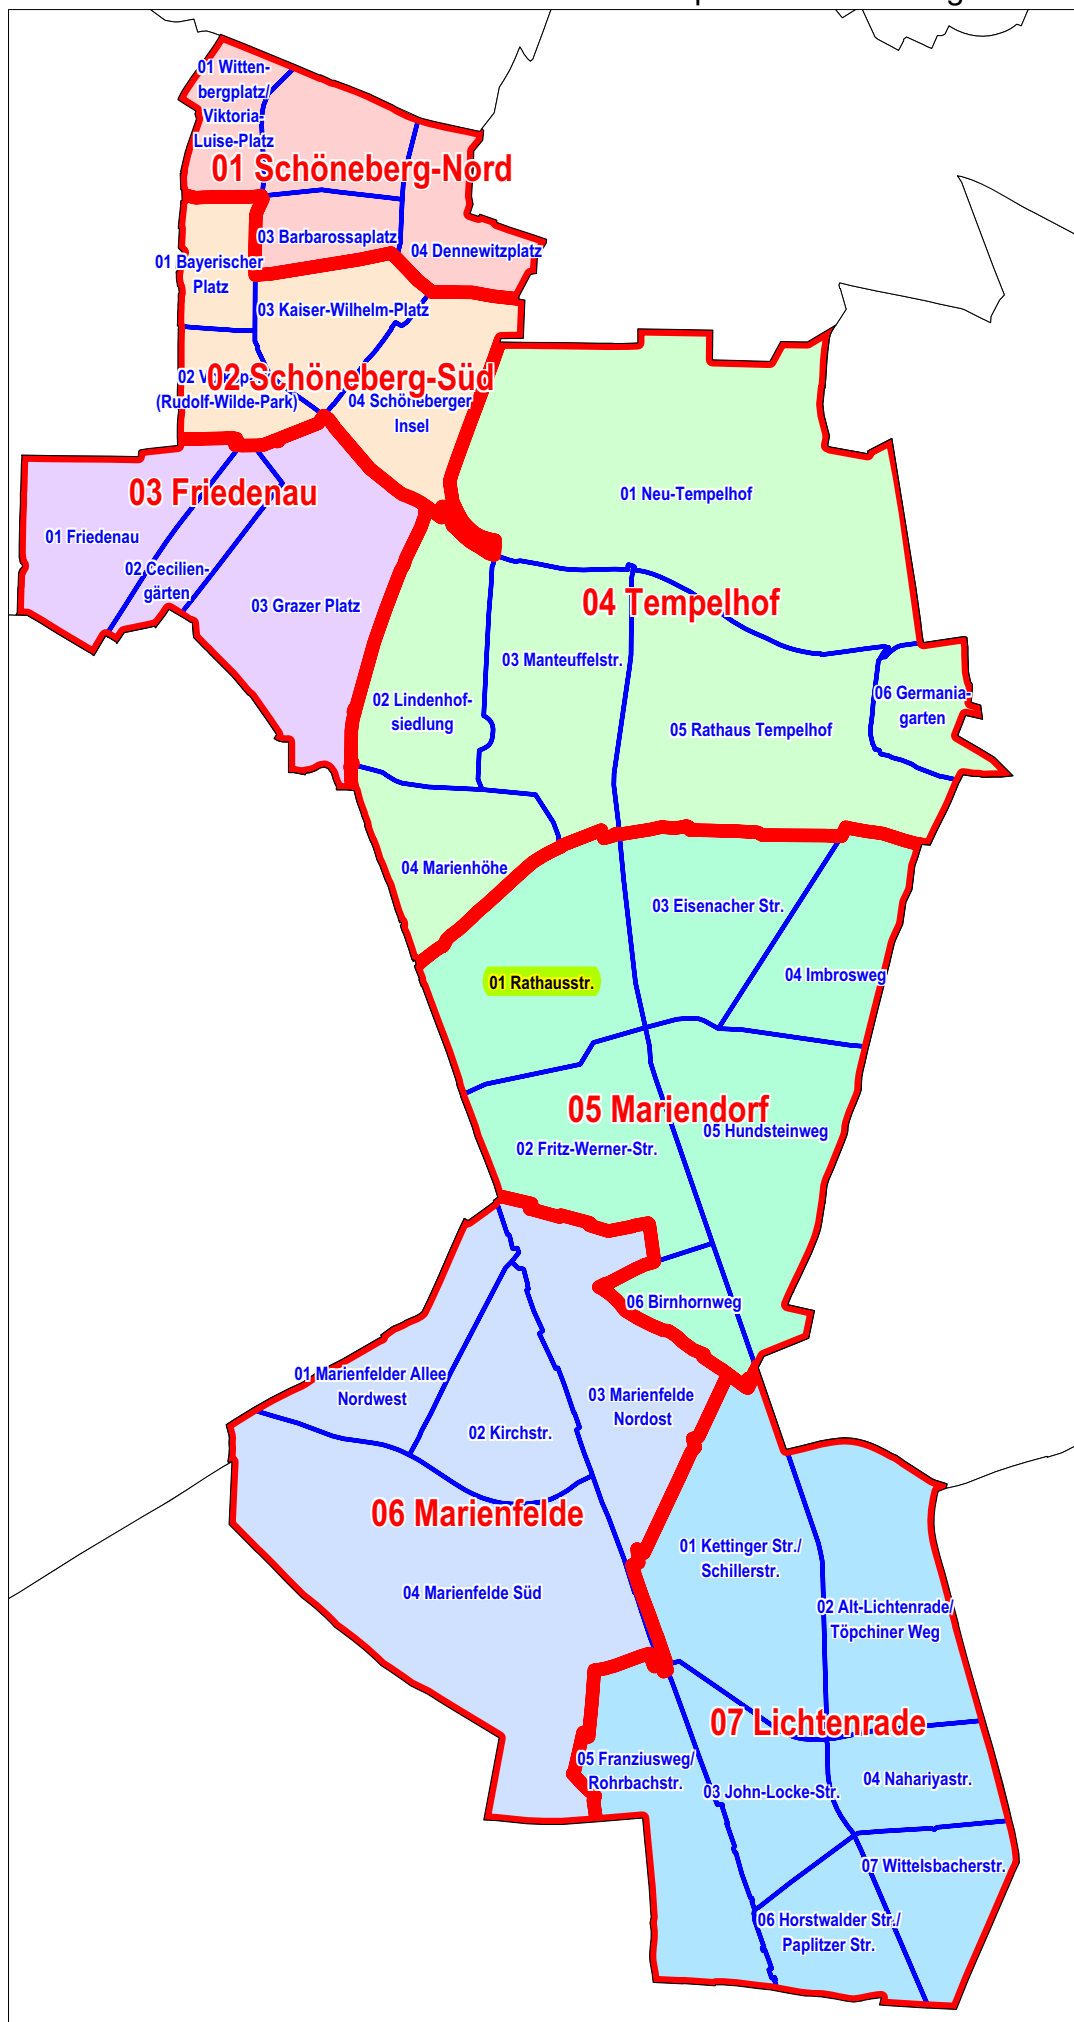 01 Witten-
bergplatz/
Viktoria-
Luise-Platz
01 Schöneberg-Nord
03 Barbarossaplatz
04 Dennewitzplatz
01 Bayerischer
Platz
03 Kaiser-Wilhelm-Platz
02 Schöneberg-Süd
02
(Rudolf-Wilde-Park)
04 Schöneberger
Insel
03 Friedenau
01 Friedenau
02 Cecilien-
gärten
03 Grazer Platz
01 Neu-Tempelhof
04 Tempelhof
03 Manteuffelstr.
02 Lindenhof-
siedlung
05 Rathaus Tempelhof
06 Germania-
garten
04 Marienhöhe
03 Eisenacher Str.
01 Rathausstr.
04 Imbrosweg
05 Mariendorf
05 Hundsteinweg
02 Fritz-Werner-Str.
06 Birnhornweg
01 Marienfelder Allee
Nordwest
03 Marienfelde
Nordost
02 Kirchstr.
06 Marienfelde
04 Marienfelde Süd
01 Kettinger Str./
Schillerstr.
02 Alt-Lichtenrade/
Töpchiner Weg
07 Lichtenrade
05 Franziusweg/
Rohrbachstr.
03 John-Locke-Str.
04 Nahariyastr.
07 Wittelsbacherstr.
06 Horstwalder Str./
Paplitzer Str.